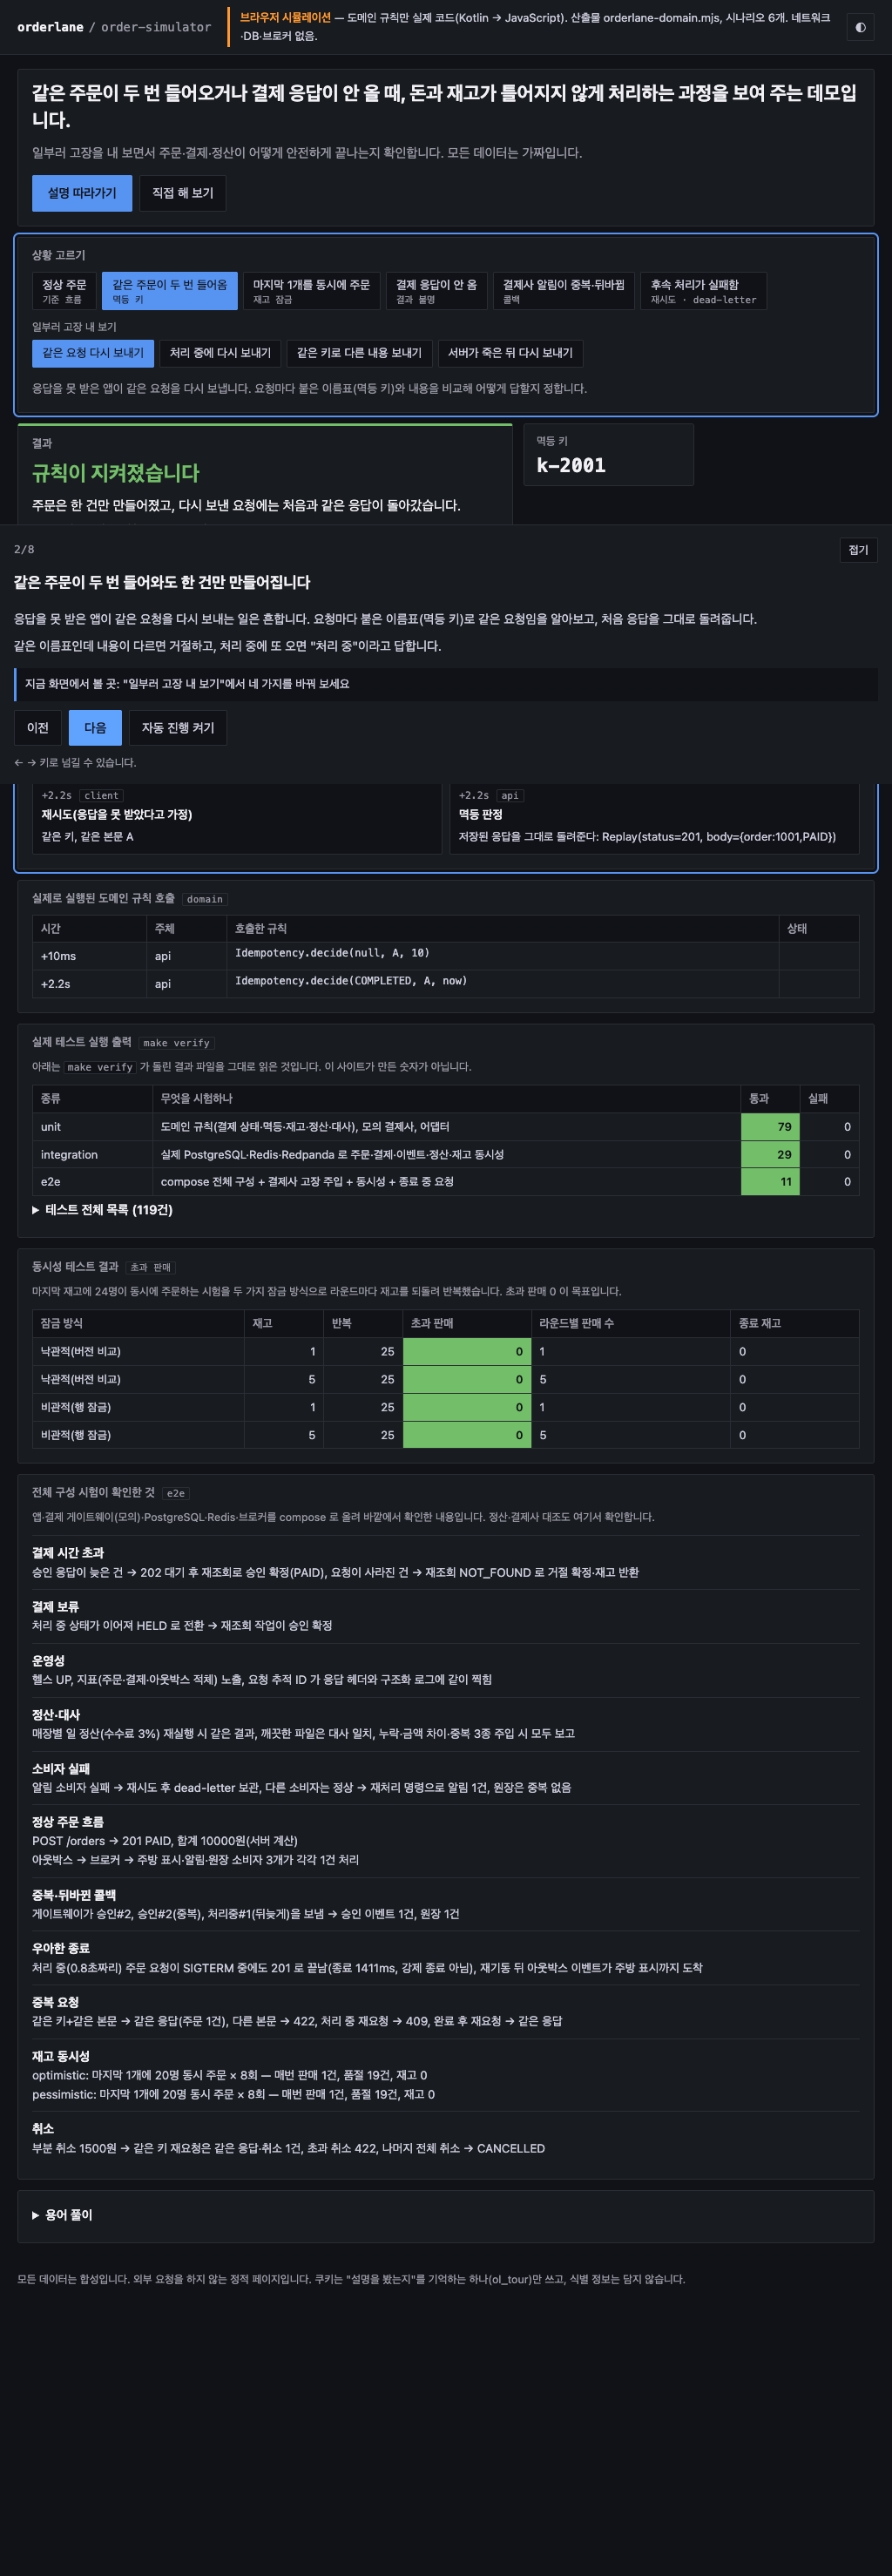 orderlane / order-simulator
브라우저 시뮬레이션 — 도메인 규칙만 실제 코드(Kotlin → JavaScript). 산출물 orderlane-domain.mjs, 시나리오 6개. 네트워크
·DB·브로커 없음.
같은 주문이 두 번 들어오거나 결제 응답이 안 올 때, 돈과 재고가 틀어지지 않게 처리하는 과정을 보여 주는 데모입
니다.
일부러 고장을 내 보면서 주문·결제·정산이 어떻게 안전하게 끝나는지 확인합니다. 모든 데이터는 가짜입니다.
설명 따라가기 직접 해 보기
상황 고르기
정상 주문 같은 주문이 두 번 들어옴 마지막 1개를 동시에 주문 결제 응답이 안 옴 결제사 알림이 중복·뒤바뀜 후속 처리가 실패함
기준 흐름 멱등 키 재고 잠금 결과 불명 콜백 재시도 · dead-letter
일부러 고장 내 보기
같은 요청 다시 보내기 처리 중에 다시 보내기 같은 키로 다른 내용 보내기 서버가 죽은 뒤 다시 보내기
응답을 못 받은 앱이 같은 요청을 다시 보냅니다. 요청마다 붙은 이름표(멱등 키)와 내용을 비교해 어떻게 답할지 정합니다.
결과
규칙이 지켜졌습니다
주문은 한 건만 만들어졌고, 다시 보낸 요청에는 처음과 같은 응답이 돌아갔습니다.
멱등 키
k-2001
2/8
접기
같은 주문이 두 번 들어와도 한 건만 만들어집니다
응답을 못 받은 앱이 같은 요청을 다시 보내는 일은 흔합니다. 요청마다 붙은 이름표(멱등 키)로 같은 요청임을 알아보고, 처음 응답을 그대로 돌려줍니다.
같은 이름표인데 내용이 다르면 거절하고, 처리 중에 또 오면 "처리 중"이라고 답합니다.
지금 화면에서 볼 곳: "일부러 고장 내 보기"에서 네 가지를 바꿔 보세요
이전 다음 자동 진행 켜기
← → 키로 넘길 수 있습니다.
+2.2s client
재시도(응답을 못 받았다고 가정)
같은 키, 같은 본문 A
+2.2s api
멱등 판정
저장된 응답을 그대로 돌려준다: Replay(status=201, body={order:1001,PAID})
실제로 실행된 도메인 규칙 호출 domain
시간 주체 호출한 규칙 상태
+10ms api Idempotency.decide(null, A, 10)
+2.2s api Idempotency.decide(COMPLETED, A, now)
실제 테스트 실행 출력 make verify
아래는 make verify 가 돌린 결과 파일을 그대로 읽은 것입니다. 이 사이트가 만든 숫자가 아닙니다.
종류 무엇을 시험하나 통과 실패
unit 도메인 규칙(결제 상태·멱등·재고·정산·대사), 모의 결제사, 어댑터 79 0
integration 실제 PostgreSQL·Redis·Redpanda 로 주문·결제·이벤트·정산·재고 동시성 29 0
e2e compose 전체 구성 + 결제사 고장 주입 + 동시성 + 종료 중 요청 11 0
▶ 테스트 전체 목록 (119건)
동시성 테스트 결과 초과 판매
마지막 재고에 24명이 동시에 주문하는 시험을 두 가지 잠금 방식으로 라운드마다 재고를 되돌려 반복했습니다. 초과 판매 0 이 목표입니다.
잠금 방식 재고 반복 초과 판매 라운드별 판매 수 종료 재고
낙관적(버전 비교) 1 25 0 1 0
낙관적(버전 비교) 5 25 0 5 0
비관적(행 잠금) 1 25 0 1 0
비관적(행 잠금) 5 25 0 5 0
전체 구성 시험이 확인한 것 e2e
앱·결제 게이트웨이(모의)·PostgreSQL·Redis·브로커를 compose 로 올려 바깥에서 확인한 내용입니다. 정산·결제사 대조도 여기서 확인합니다.
결제 시간 초과
승인 응답이 늦은 건 → 202 대기 후 재조회로 승인 확정(PAID), 요청이 사라진 건 → 재조회 NOT_FOUND 로 거절 확정·재고 반환
결제 보류
처리 중 상태가 이어져 HELD 로 전환 → 재조회 작업이 승인 확정
운영성
헬스 UP, 지표(주문·결제·아웃박스 적체) 노출, 요청 추적 ID 가 응답 헤더와 구조화 로그에 같이 찍힘
정산·대사
매장별 일 정산(수수료 3%) 재실행 시 같은 결과, 깨끗한 파일은 대사 일치, 누락·금액 차이·중복 3종 주입 시 모두 보고
소비자 실패
알림 소비자 실패 → 재시도 후 dead-letter 보관, 다른 소비자는 정상 → 재처리 명령으로 알림 1건, 원장은 중복 없음
정상 주문 흐름
POST /orders → 201 PAID, 합계 10000원(서버 계산)
아웃박스 → 브로커 → 주방 표시·알림·원장 소비자 3개가 각각 1건 처리
중복·뒤바뀐 콜백
게이트웨이가 승인#2, 승인#2(중복), 처리중#1(뒤늦게)을 보냄 → 승인 이벤트 1건, 원장 1건
우아한 종료
처리 중(0.8초짜리) 주문 요청이 SIGTERM 중에도 201 로 끝남(종료 1411ms, 강제 종료 아님), 재기동 뒤 아웃박스 이벤트가 주방 표시까지 도착
중복 요청
같은 키+같은 본문 → 같은 응답(주문 1건), 다른 본문 → 422, 처리 중 재요청 → 409, 완료 후 재요청 → 같은 응답
재고 동시성
optimistic: 마지막 1개에 20명 동시 주문 × 8회 — 매번 판매 1건, 품절 19건, 재고 0
pessimistic: 마지막 1개에 20명 동시 주문 × 8회 — 매번 판매 1건, 품절 19건, 재고 0
취소
부분 취소 1500원 → 같은 키 재요청은 같은 응답·취소 1건, 초과 취소 422, 나머지 전체 취소 → CANCELLED
▶ 용어 풀이
모든 데이터는 합성입니다. 외부 요청을 하지 않는 정적 페이지입니다. 쿠키는 "설명을 봤는지"를 기억하는 하나(ol_tour)만 쓰고, 식별 정보는 담지 않습니다.